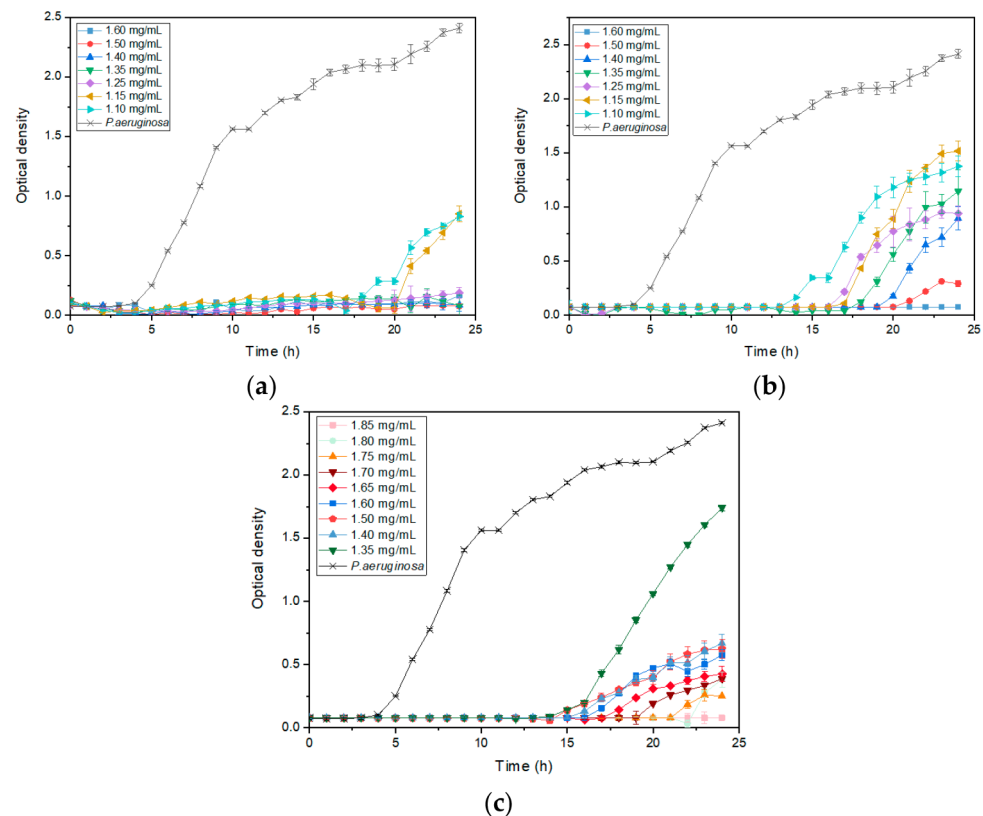 2.5
2.0
1.5
1.0
0.5
0.0
Optical density
1.60 mg/mL
1.50 mg/mL
1.40 mg/mL
1.35 mg/mL
1.25 mg/mL
1.15 mg/mL
1.10 mg/mL
P.aeruginosa
0 5 10 15 20 25
Time (h)
(a)
2.5
2.0
1.5
1.0
0.5
0.0
Optical density
1.60 mg/mL
1.50 mg/mL
1.40 mg/mL
1.35 mg/mL
1.25 mg/mL
1.15 mg/mL
1.10 mg/mL
P.aeruginosa
0 5 10 15 20 25
Time (h)
(b)
2.5
2.0
1.5
1.0
0.5
0.0
Optical density
1.85 mg/mL
1.80 mg/mL
1.75 mg/mL
1.70 mg/mL
1.65 mg/mL
1.60 mg/mL
1.50 mg/mL
1.40 mg/mL
1.35 mg/mL
P.aeruginosa
0 5 10 15 20 25
Time (h)
(c)